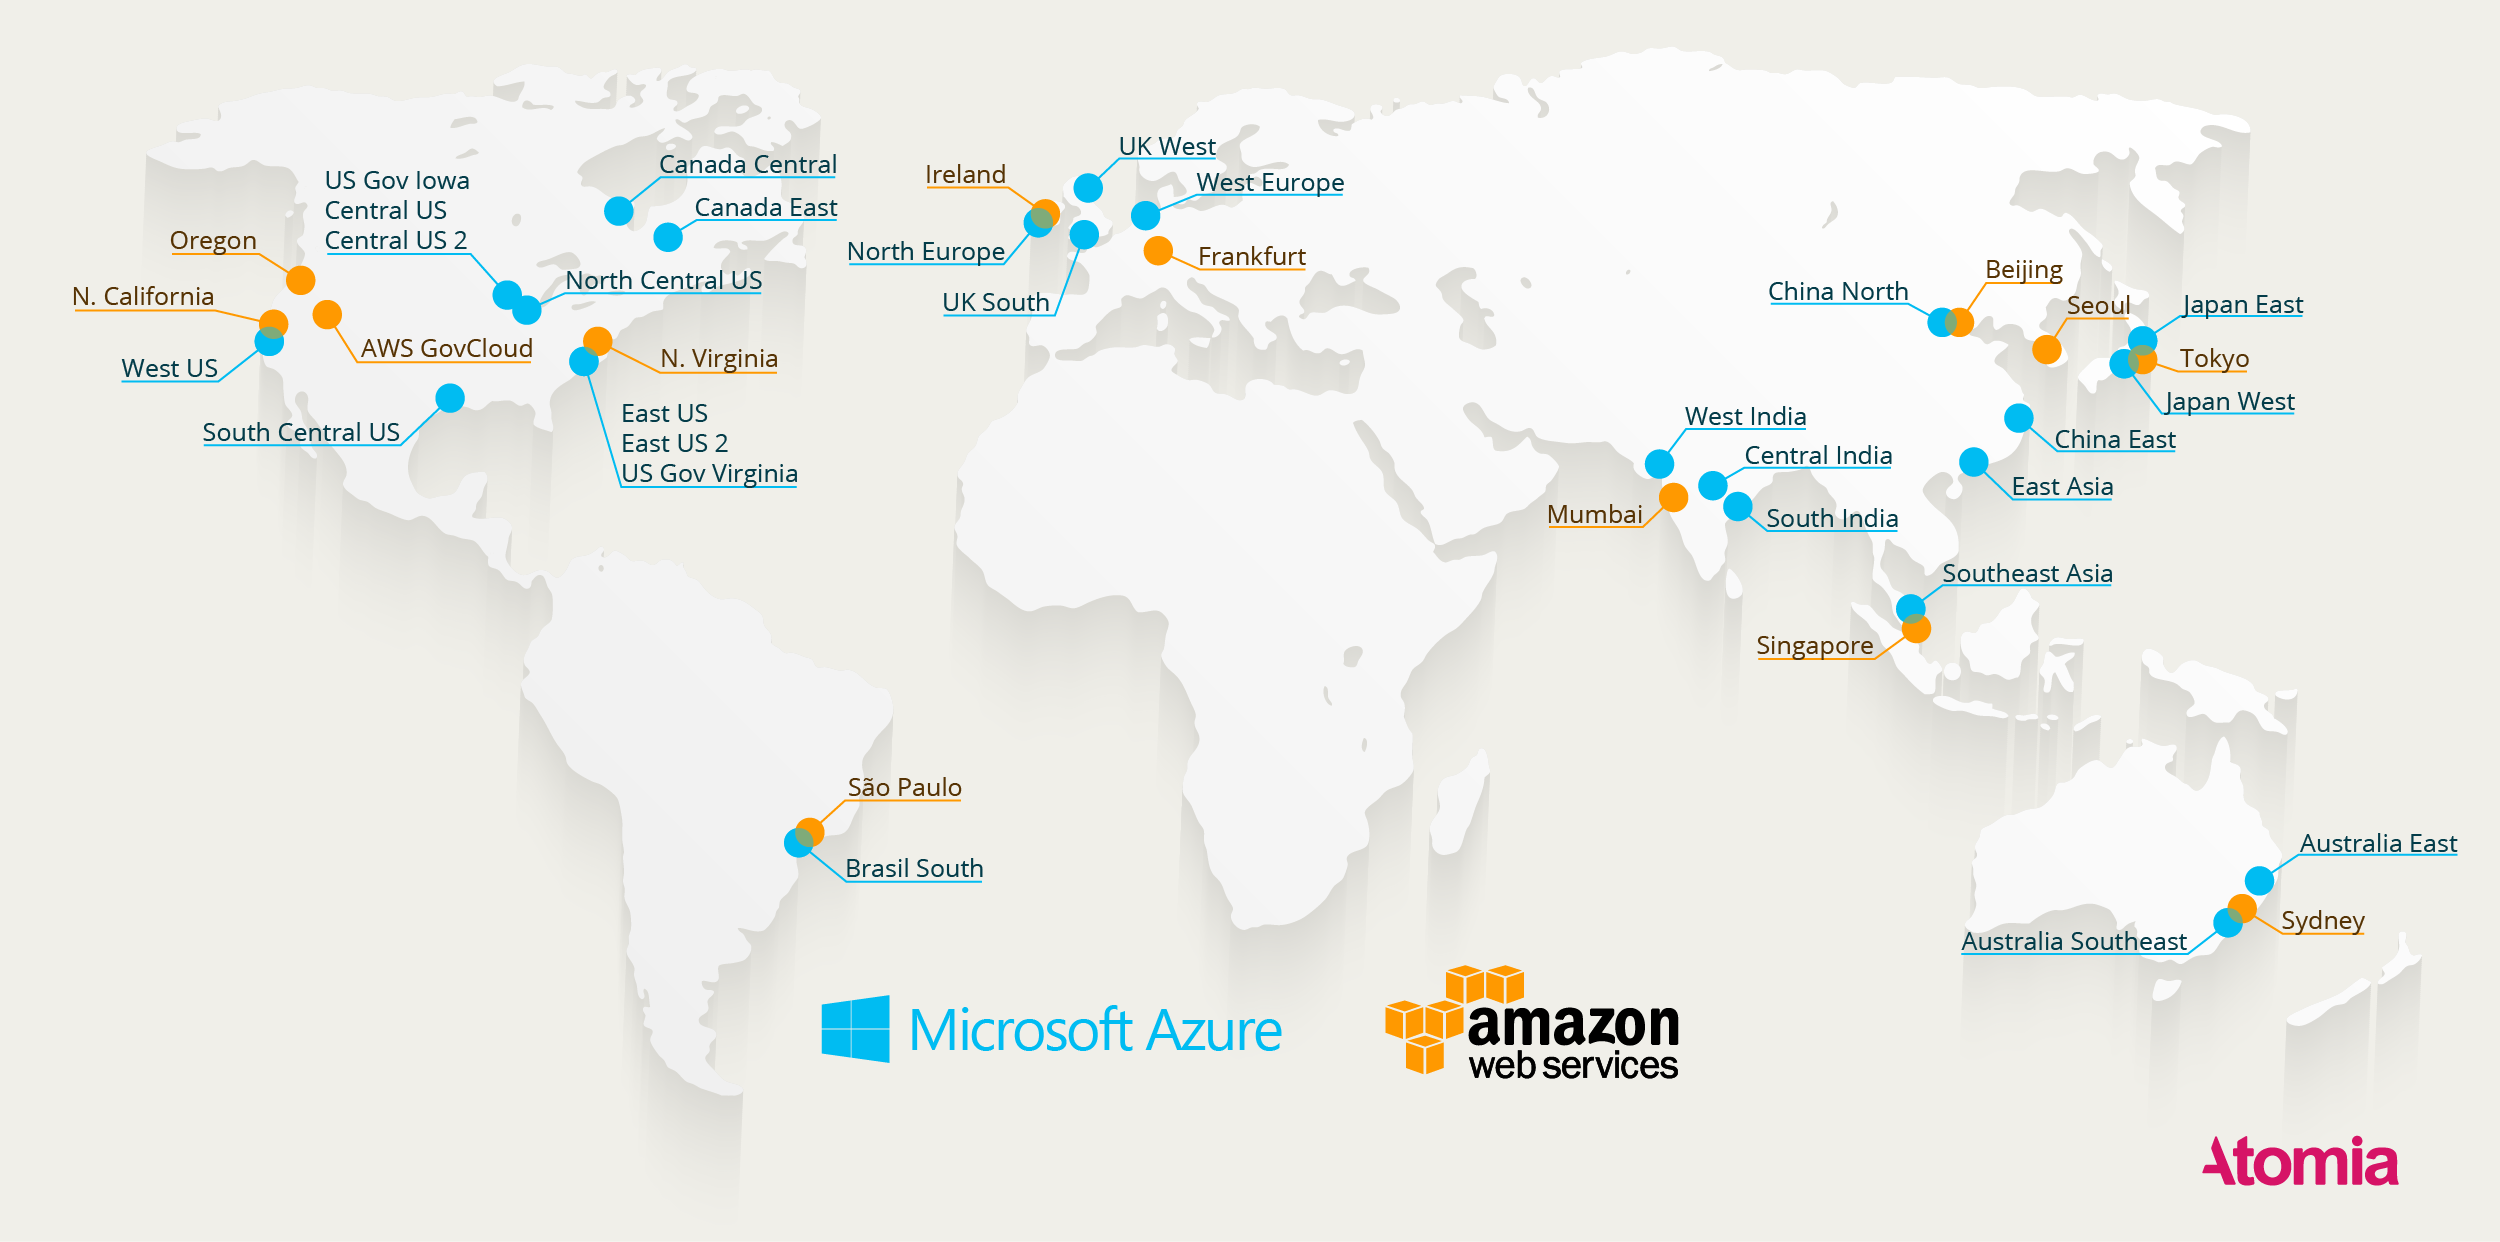 UK West
Canada Central
Ireland
US Gov Iowa
Central US
Central US 2
West Europe
Canada East
Oregon
North Europe
Frankfurt
Beijing
North Central US
China North
N. California
UK South
Seoul
Japan East
AWS GovCloud
N. Virginia
Tokyo
West US
Japan West
East US
East US 2
US Gov Virginia
West India
South Central US
China East
Central India
East Asia
Mumbai
South India
Southeast Asia
Singapore
São Paulo
Brasil South
Australia East
Sydney
Australia Southeast
Microsoft Azure
amazon
web services
Atomia